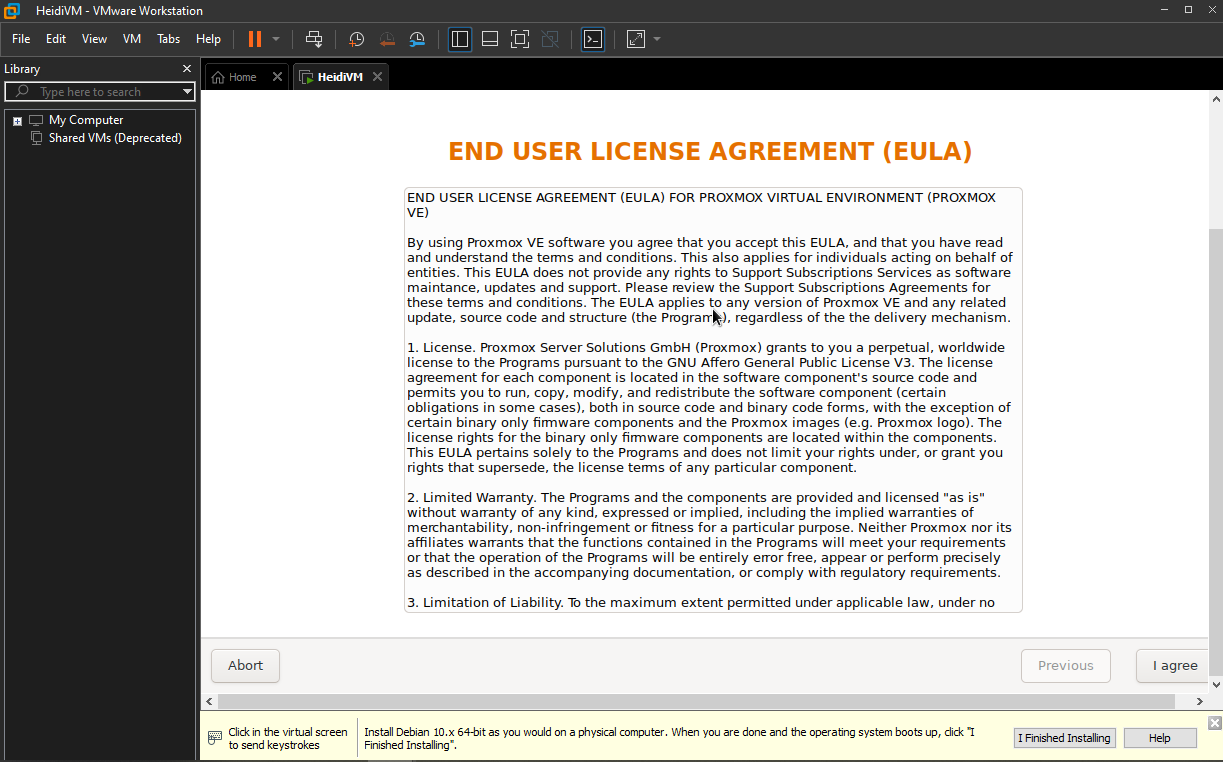 HeidiVM - VMware Workstation
File Edit View VM Tabs Help
Library
Type here to search
My Computer
Shared VMs (Deprecated)
Home
HeidiVM
END USER LICENSE AGREEMENT (EULA)
END USER LICENSE AGREEMENT (EULA) FOR PROXMOX VIRTUAL ENVIRONMENT (PROXMOX
VE)
By using Proxmox VE software you agree that you accept this EULA, and that you have read
and understand the terms and conditions. This also applies for individuals acting on behalf of
entities. This EULA does not provide any rights to Support Subscriptions Services as software
maintance, updates and support. Please review the Support Subscriptions Agreements for
these terms and conditions. The EULA applies to any version of Proxmox VE and any related
update, source code and structure (the Programs), regardless of the the delivery mechanism.
1. License. Proxmox Server Solutions GmbH (Proxmox) grants to you a perpetual, worldwide
license to the Programs pursuant to the GNU Affero General Public License V3. The license
agreement for each component is located in the software component's source code and
permits you to run, copy, modify, and redistribute the software component (certain
obligations in some cases), both in source code and binary code forms, with the exception of
certain binary only firmware components and the Proxmox images (e.g. Proxmox logo). The
license rights for the binary only firmware components are located within the components.
This EULA pertains solely to the Programs and does not limit your rights under, or grant you
rights that supersede, the license terms of any particular component.
2. Limited Warranty. The Programs and the components are provided and licensed "as is"
without warranty of any kind, expressed or implied, including the implied warranties of
merchantability, non-infringement or fitness for a particular purpose. Neither Proxmox nor its
affiliates warrants that the functions contained in the Programs will meet your requirements
or that the operation of the Programs will be entirely error free, appear or perform precisely
as described in the accompanying documentation, or comply with regulatory requirements.
3. Limitation of Liability. To the maximum extent permitted under applicable law, under no
Abort
Previous
I agree
Click in the virtual screen
to send keystrokes
Install Debian 10.x 64-bit as you would on a physical computer. When you are done and the operating system boots up, click "I
Finished Installing".
I Finished Installing
Help